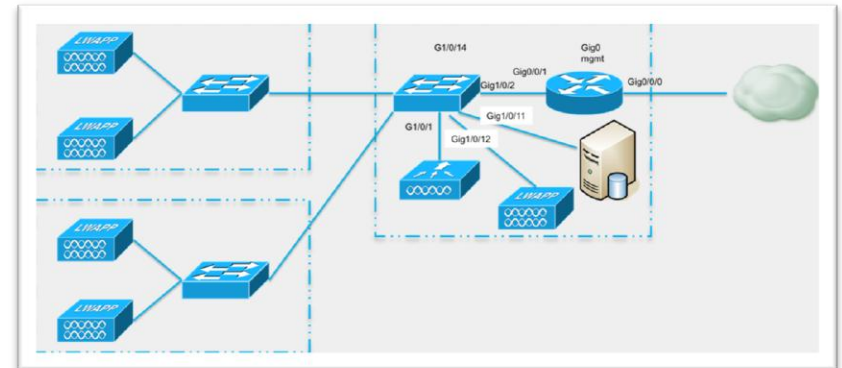 LWAPP
LWAPP
LWAPP
LWAPP
G1/0/14
Gig0
mgmt
Gig0/0/1
Gig0/0/0
Gig1/0/2
Gig1/0/11
G1/0/1
Gig1/0/12
LWAPP